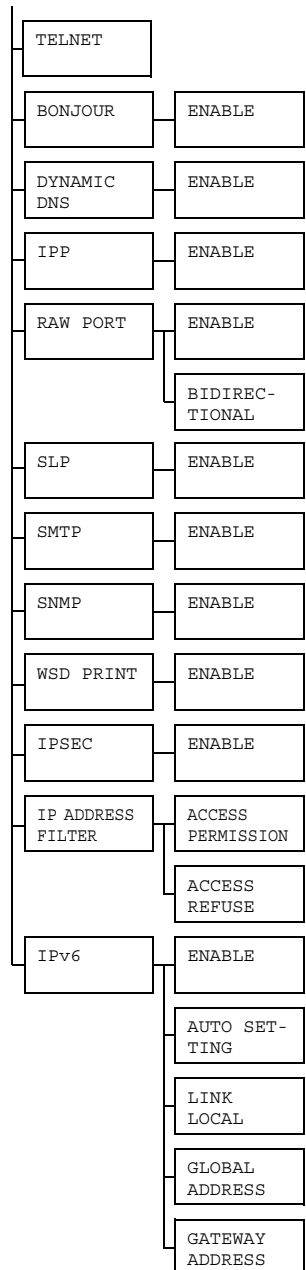 TELNET
BONJOUR
ENABLE
DYNAMIC
DNS
ENABLE
IPP
ENABLE
RAW PORT
ENABLE
BIDIREC-
TIONAL
SLP
ENABLE
SMTP
ENABLE
SNMP
ENABLE
WSD PRINT
ENABLE
IPSEC
ENABLE
IP ADDRESS
FILTER
ACCESS
PERMISSION
ACCESS
REFUSE
IPv6
ENABLE
AUTO SET-
TING
LINK
LOCAL
GLOBAL
ADDRESS
GATEWAY
ADDRESS